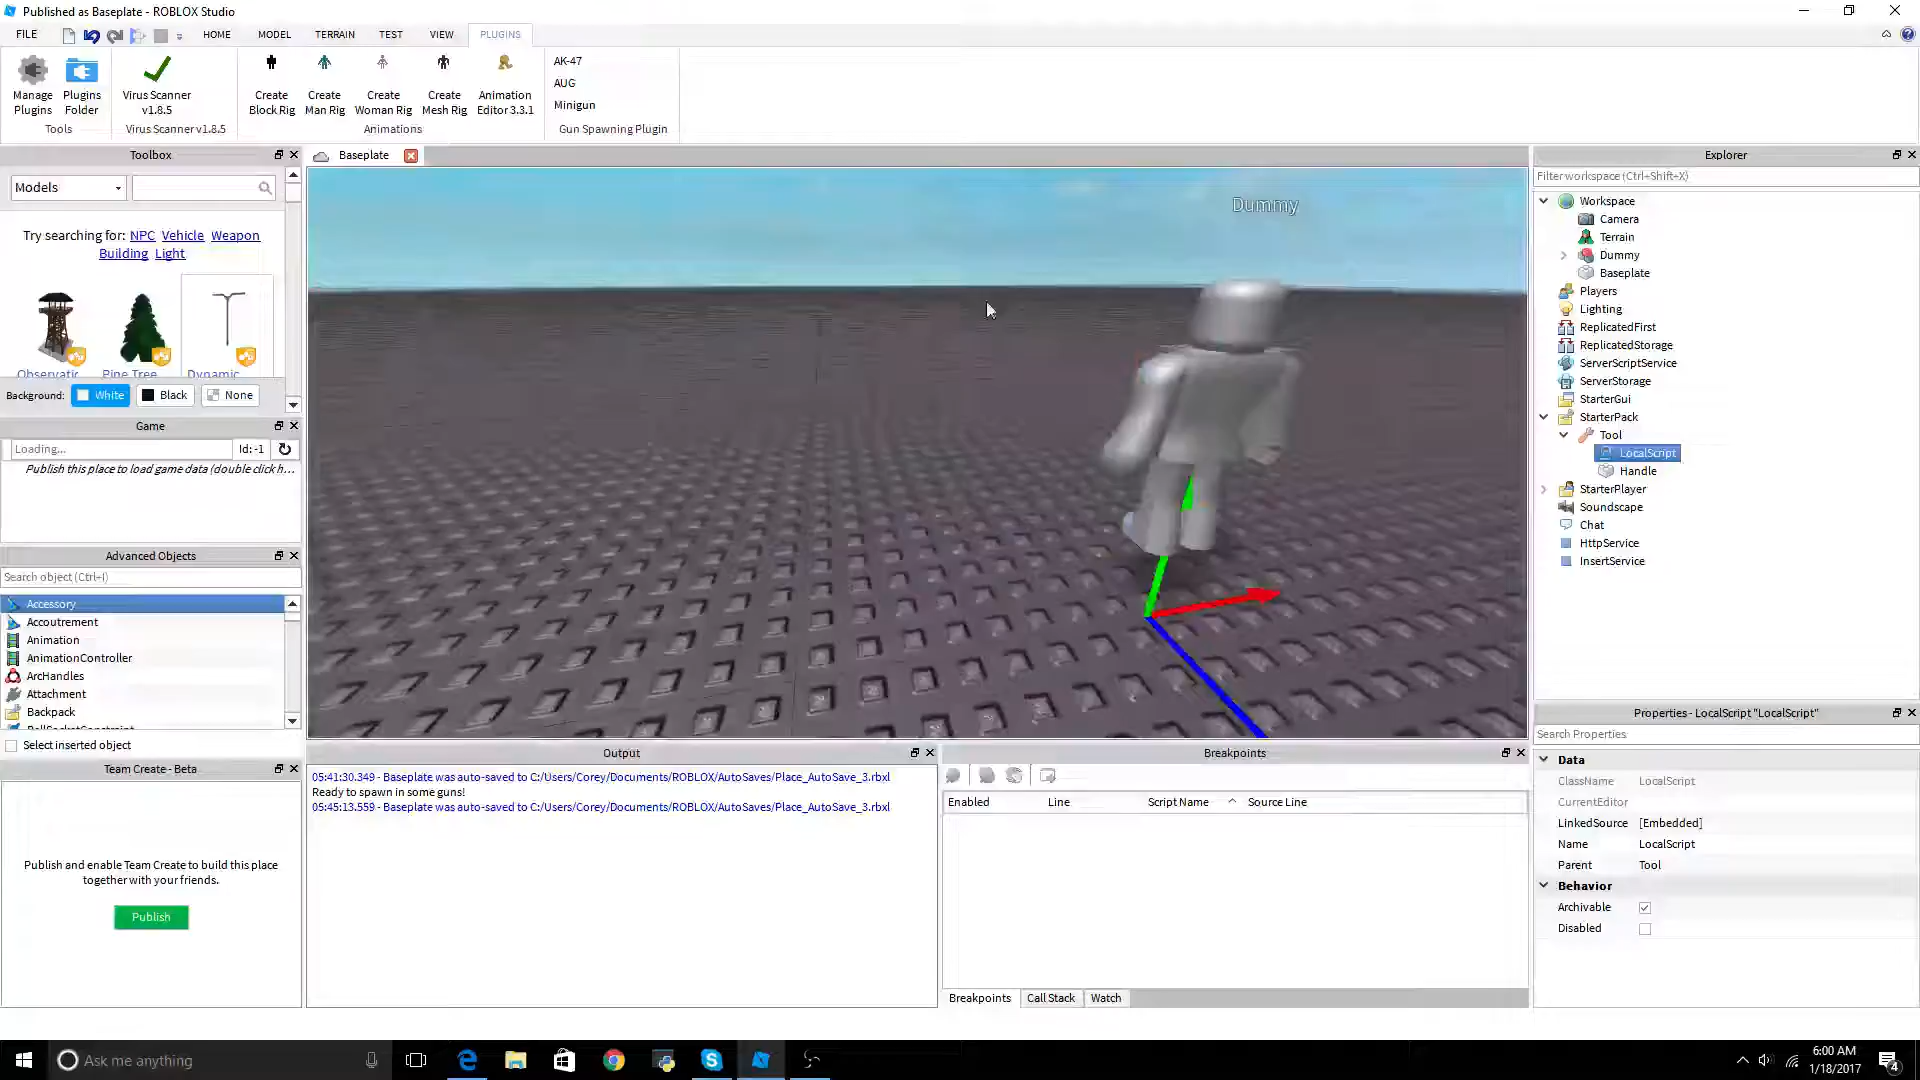 Published as Baseplate - ROBLOX Studio
FILE HOME MODEL TERRAIN TEST VIEW PLUGINS
Manage Plugins
Plugins Folder
Tools
Virus Scanner v1.8.5
Virus Scanner v1.8.5
Create Block Rig
Create Man Rig
Create Woman Rig
Create Mesh Rig
Animation Editor 3.3.1
Animations
AK-47
AUG
Minigun
Gun Spawning Plugin
Toolbox
Models
Try searching for: NPC Vehicle Weapon
Building Light
Observatic Pine Tree Dynamic
Background: White Black None
Game
Loading... Id: -1
Publish this place to load game data (double click h...
Advanced Objects
Search object (Ctrl+I)
Accessory
Accoutrement
Animation
AnimationController
ArcHandles
Attachment
Backpack
BallSocketConstraint
Select inserted object
Team Create - Beta
Publish and enable Team Create to build this place
together with your friends.
Publish
Baseplate
Dummy
Output
05:41:30.349 - Baseplate was auto-saved to C:/Users/Corey/Documents/ROBLOX/AutoSaves/Place_AutoSave_3.rbxl
Ready to spawn in some guns!
05:45:13.559 - Baseplate was auto-saved to C:/Users/Corey/Documents/ROBLOX/AutoSaves/Place_AutoSave_3.rbxl
Breakpoints
Enabled Line Script Name Source Line
Breakpoints Call Stack Watch
Explorer
Filter workspace (Ctrl+Shift+X)
Workspace
Camera
Terrain
Dummy
Baseplate
Players
Lighting
ReplicatedFirst
ReplicatedStorage
ServerScriptService
ServerStorage
StarterGui
StarterPack
Tool
LocalScript
Handle
StarterPlayer
Soundscape
Chat
HttpService
InsertService
Properties - LocalScript "LocalScript"
Search Properties
Data
ClassName LocalScript
CurrentEditor
LinkedSource [Embedded]
Name LocalScript
Parent Tool
Behavior
Archivable
Disabled
Ask me anything
6:00 AM
1/18/2017
4